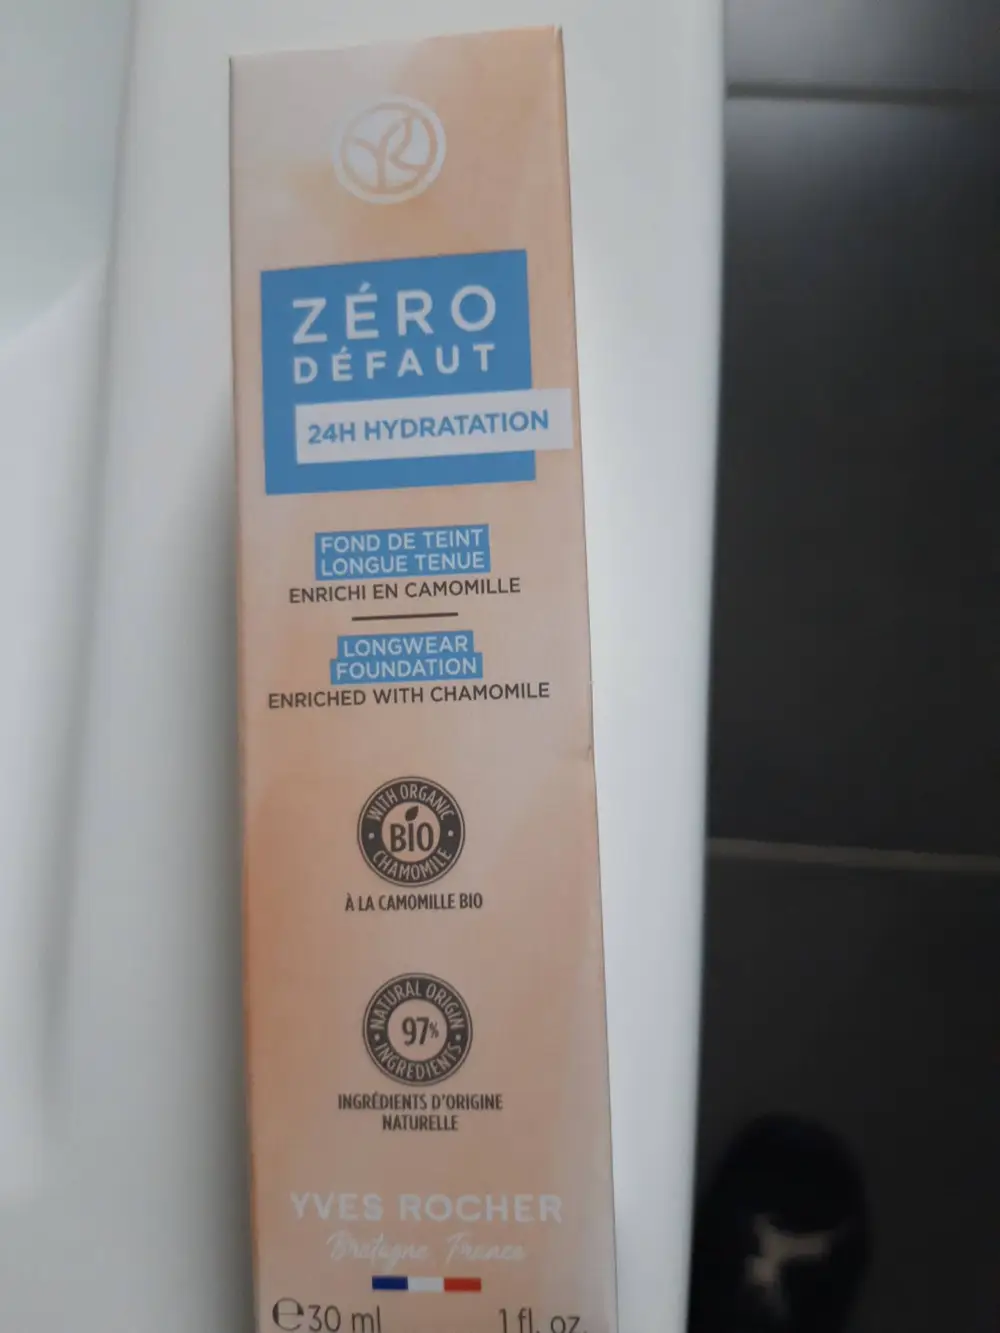 ZÉRO
DÉFAUT
24H HYDRATATION
FOND DE TEINT
LONGUE TENUE
ENRICHI EN CAMOMILLE
LONGWEAR
FOUNDATION
ENRICHED WITH CHAMOMILE
WITH ORGANIC
BIO
CHAMOMILE
À LA CAMOMILLE BIO
NATURAL ORIGIN
97%
INGREDIENTS
INGRÉDIENTS D'ORIGINE
NATURELLE
YVES ROCHER
Bretagne, France
℮30 ml 1 fl. oz.